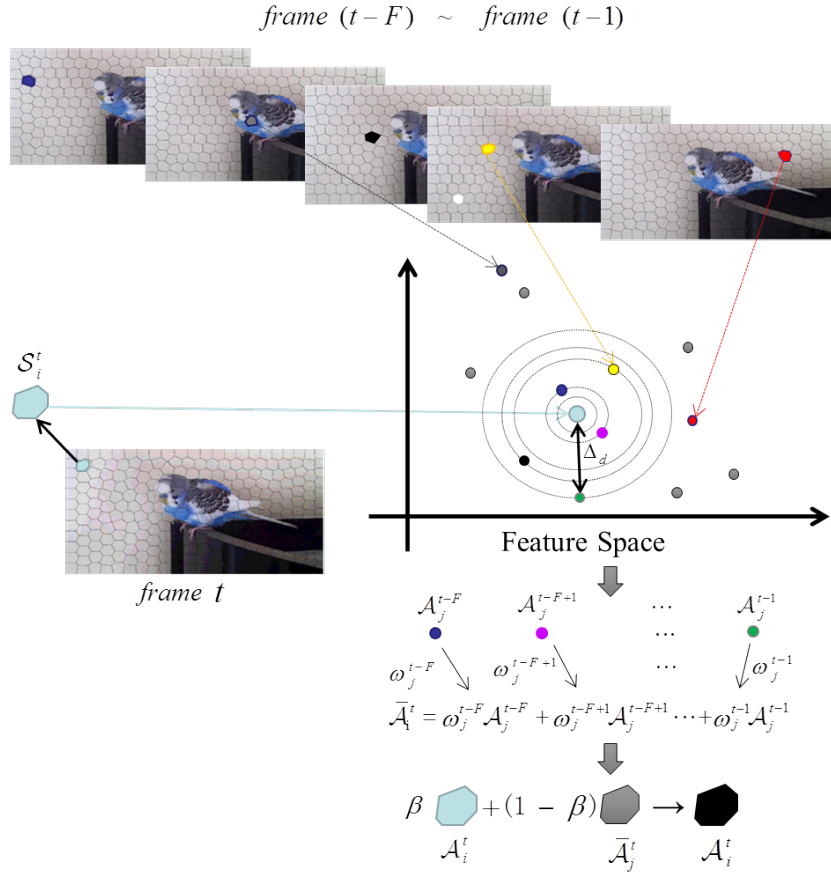 frame (t – F) ~ frame (t – 1)
S_i^t
Δ_d
Feature Space
frame t
A_j^{t–F} A_j^{t–F+1} ⋯ A_j^{t–1}
⋯
ω_j^{t–F} ω_j^{t–F+1} ⋯ ω_j^{t–1}
Ā_i^t = ω_j^{t–F} A_j^{t–F} + ω_j^{t–F+1} A_j^{t–F+1} ⋯ + ω_j^{t–1} A_j^{t–1}
β + (1 – β) →
A_i^t Ā_j^t A_i^t